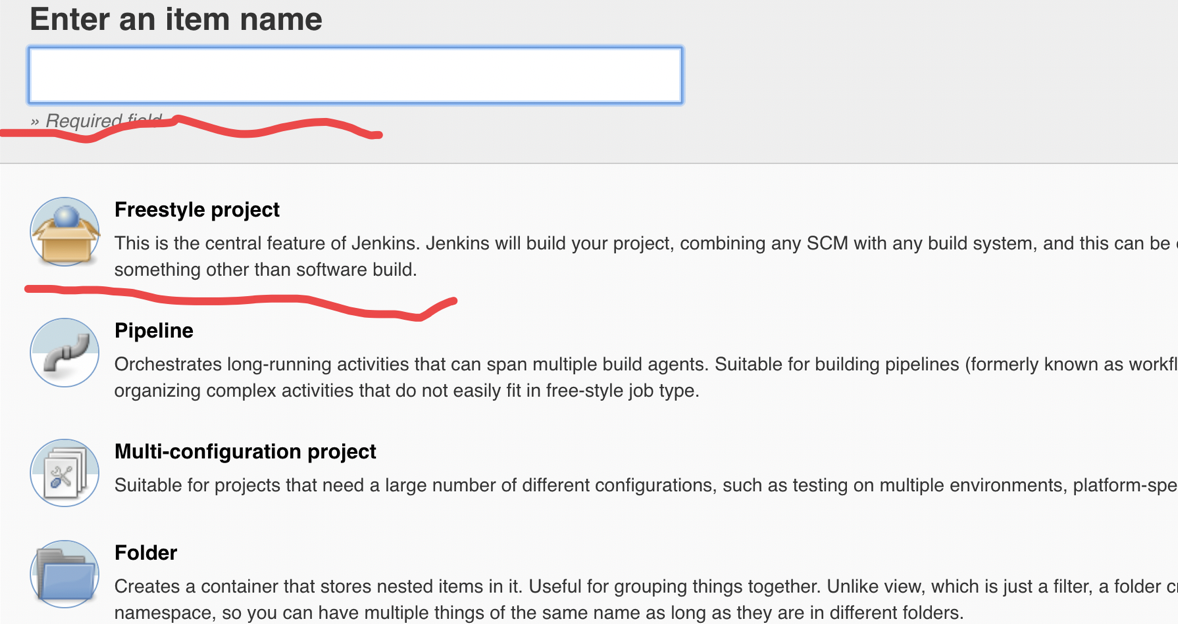 Enter an item name
» Required field
Freestyle project
This is the central feature of Jenkins. Jenkins will build your project, combining any SCM with any build system, and this can be
something other than software build.
Pipeline
Orchestrates long-running activities that can span multiple build agents. Suitable for building pipelines (formerly known as workfl
organizing complex activities that do not easily fit in free-style job type.
Multi-configuration project
Suitable for projects that need a large number of different configurations, such as testing on multiple environments, platform-spe
Folder
Creates a container that stores nested items in it. Useful for grouping things together. Unlike view, which is just a filter, a folder c
namespace, so you can have multiple things of the same name as long as they are in different folders.